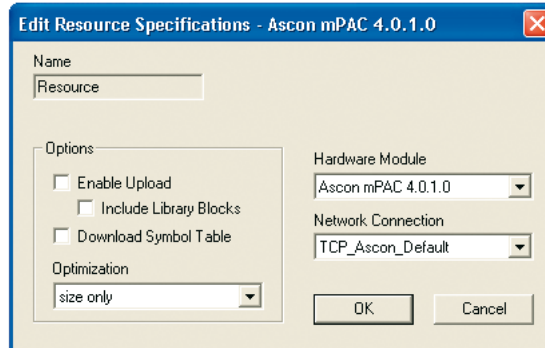 Edit Resource Specifications - Ascon mPAC 4.0.1.0
Name
Resource
Options
Enable Upload
Include Library Blocks
Download Symbol Table
Optimization
size only
Hardware Module
Ascon mPAC 4.0.1.0
Network Connection
TCP_Ascon_Default
OK
Cancel